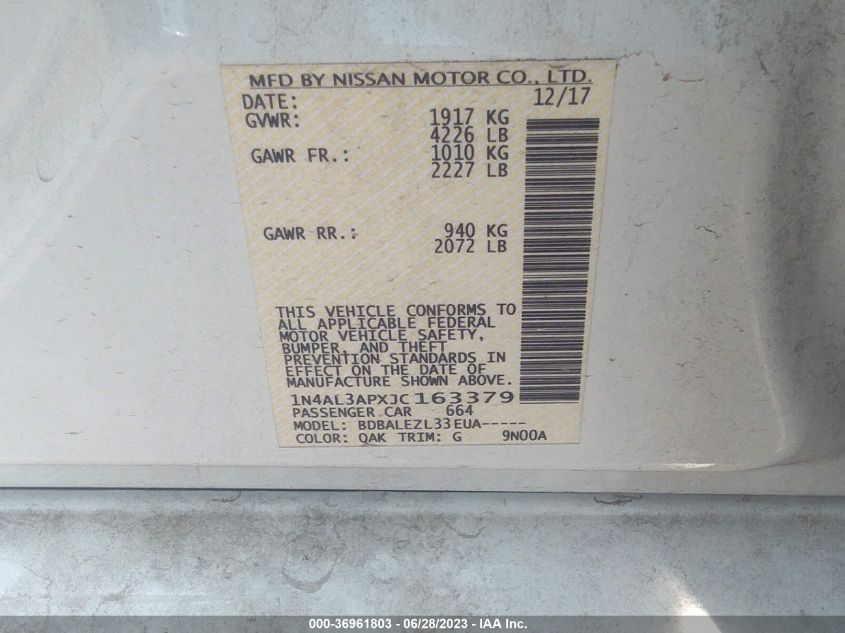 MFD BY NISSAN MOTOR CO., LTD.
DATE: 12/17
GVWR: 1917 KG
4226 LB
GAWR FR.: 1010 KG
2227 LB
GAWR RR.: 940 KG
2072 LB
THIS VEHICLE CONFORMS TO
ALL APPLICABLE FEDERAL
MOTOR VEHICLE SAFETY,
BUMPER, AND THEFT
PREVENTION STANDARDS IN
EFFECT ON THE DATE OF
MANUFACTURE SHOWN ABOVE.
1N4AL3APXJC163379
PASSENGER CAR 664
MODEL: BDBALEZL33EUA-----
COLOR: QAK TRIM: G 9N00A
000-36961803 - 06/28/2023 - IAA Inc.